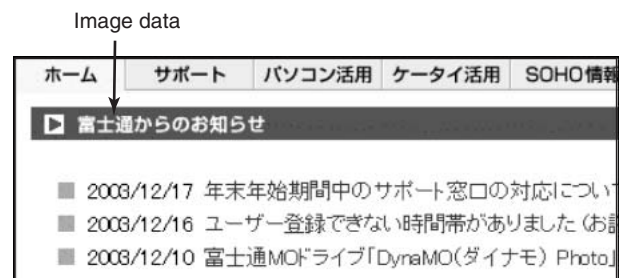 Image data
ホーム サポート パソコン活用 ケータイ活用 SOHO情報
富士通からのお知らせ
2003/12/17 年末年始期間中のサポート窓口の対応につい
2003/12/16 ユーザー登録できない時間帯がありました(お
2003/12/10 富士通MOドライブ「DynaMO(ダイナモ) Photo」